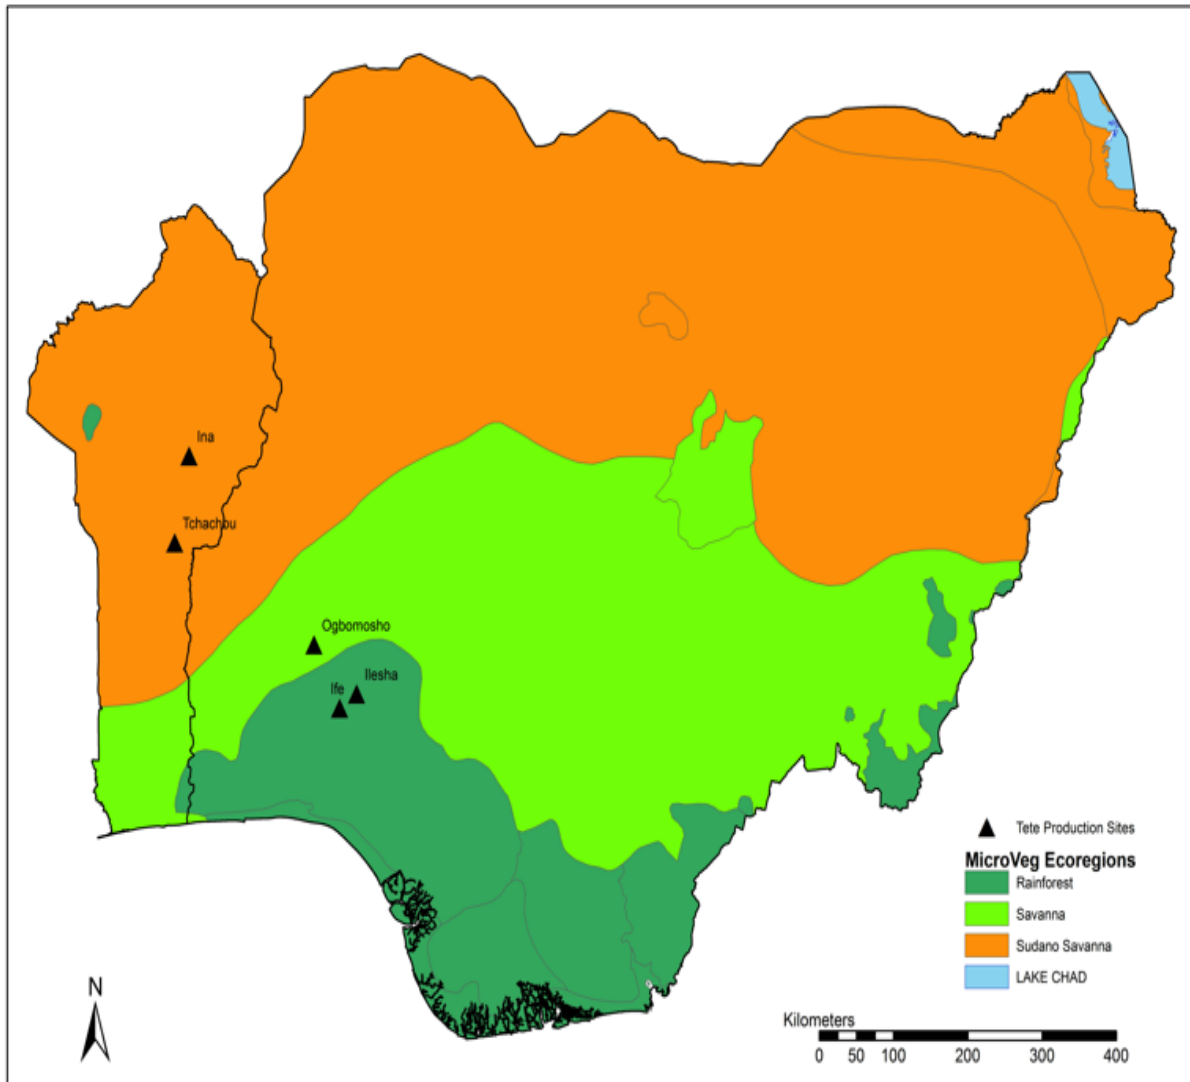 Ina
Tchachou
Ogbomosho
Ilesha
Ife
Tete Production Sites
MicroVeg Ecoregions
Rainforest
Savanna
Sudano Savanna
LAKE CHAD
N
Kilometers
0 50 100 200 300 400